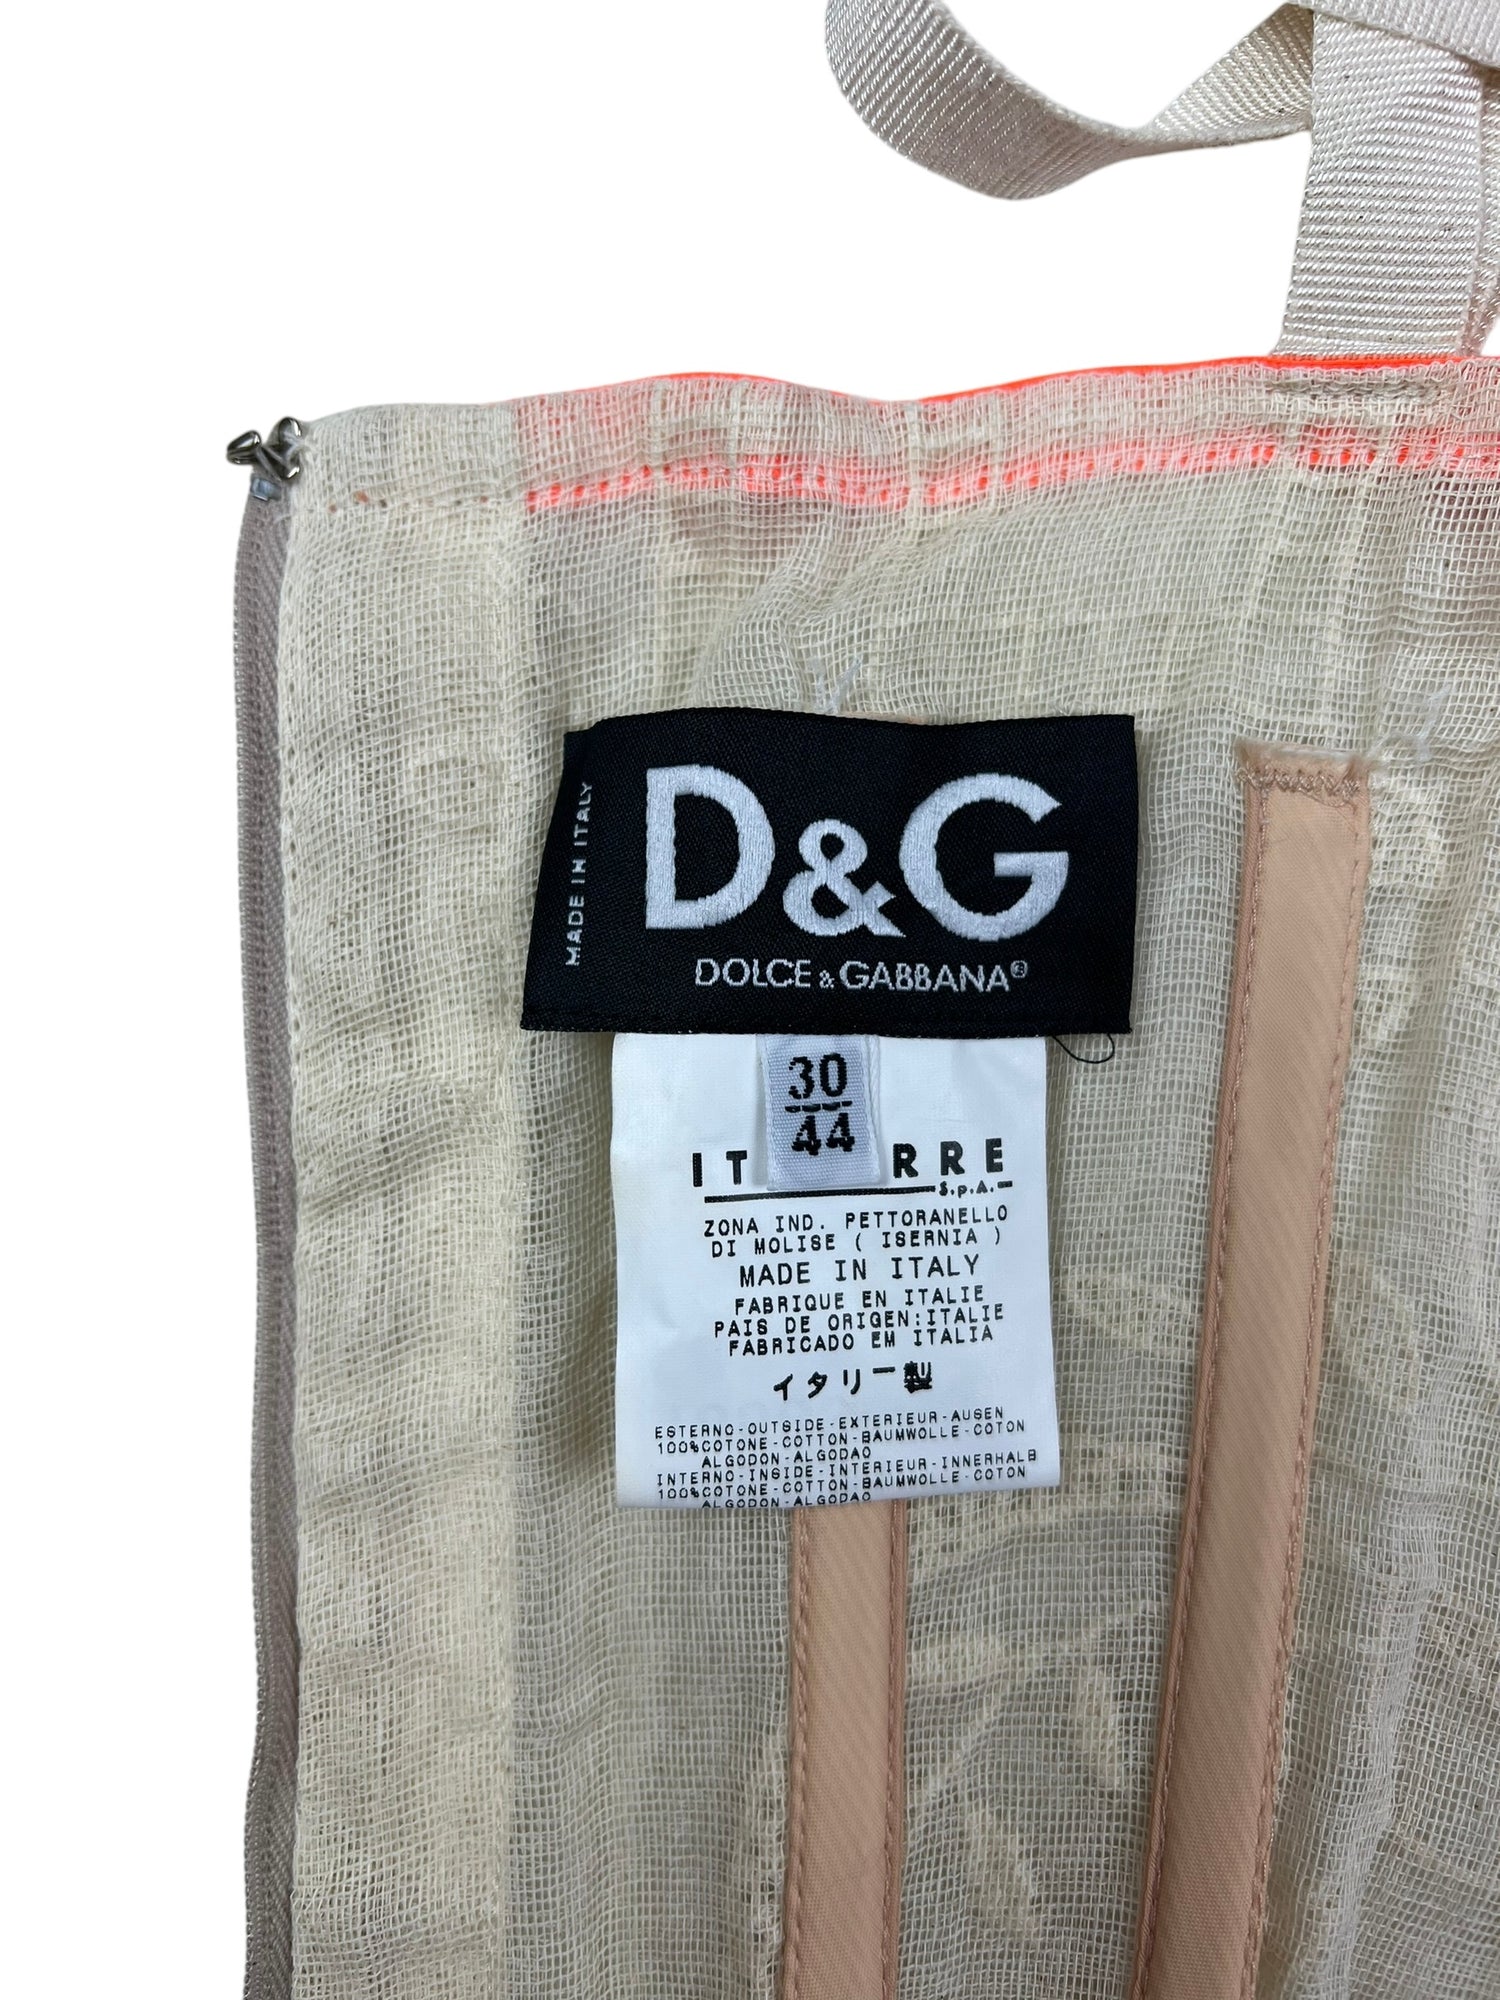 MADE IN ITALY
D&G
DOLCE & GABBANA®
30
44
IT RRE
S.p.A.
ZONA IND. PETTORANELLO
DI MOLISE ( ISERNIA )
MADE IN ITALY
FABRIQUE EN ITALIE
PAIS DE ORIGEN:ITALIE
FABRICADO EM ITALIA
イタリー製
ESTERNO-OUTSIDE-EXTERIEUR-AUSEN
100%COTONE-COTTON-BAUMWOLLE-COTON
ALGODON-ALGODAO
INTERNO-INSIDE-INTERIEUR-INNERHALB
100%COTONE-COTTON-BAUMWOLLE-COTON
ALGODON-ALGODAO